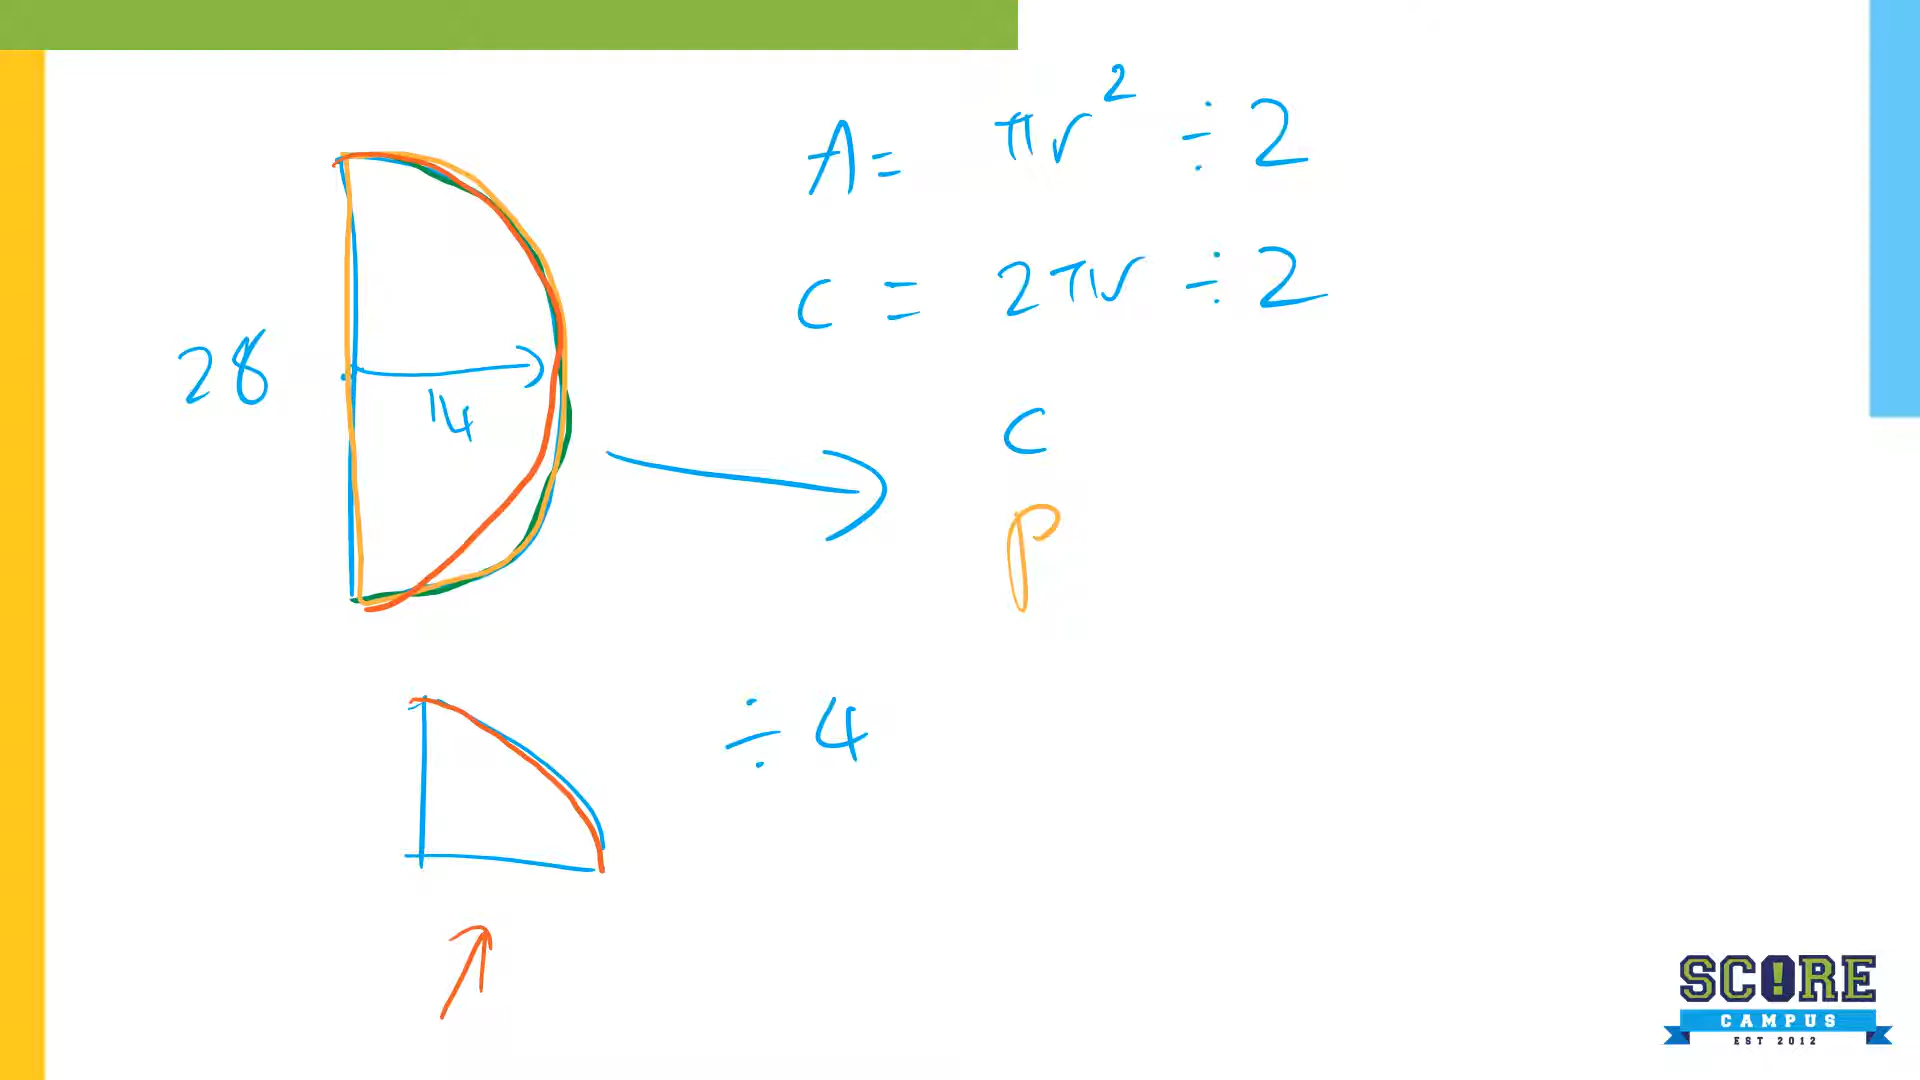 A = πr² ÷ 2
C = 2πr ÷ 2
28
14
C
P
÷ 4
SCORE
CAMPUS
EST 2012